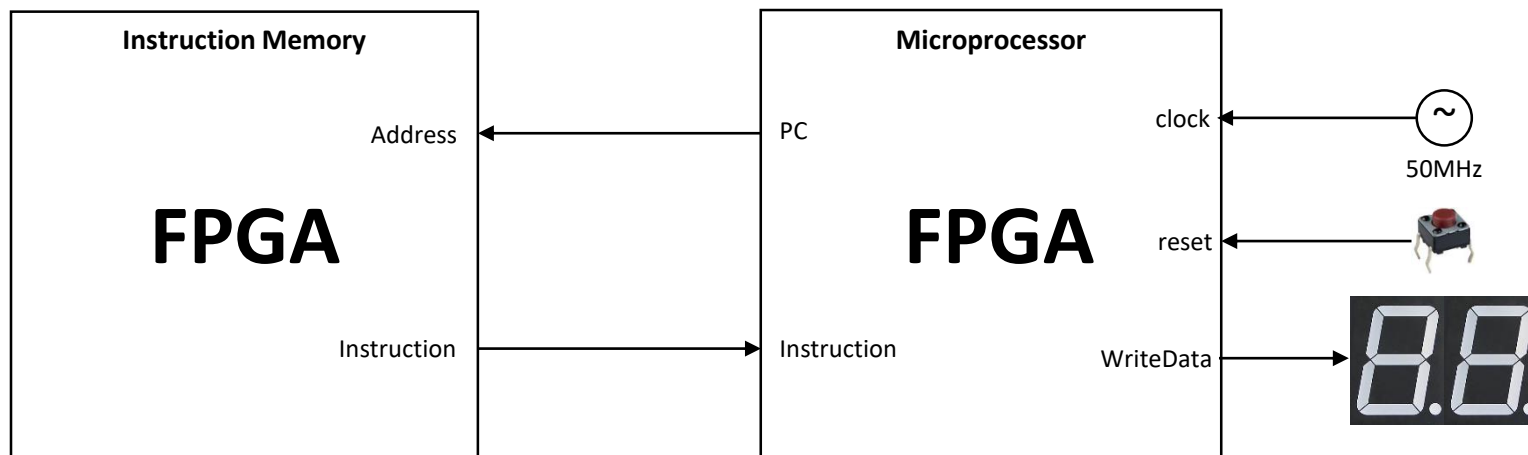 Instruction Memory
Address
FPGA
Instruction
Microprocessor
PC
clock
~
50MHz
FPGA
reset
Instruction
WriteData